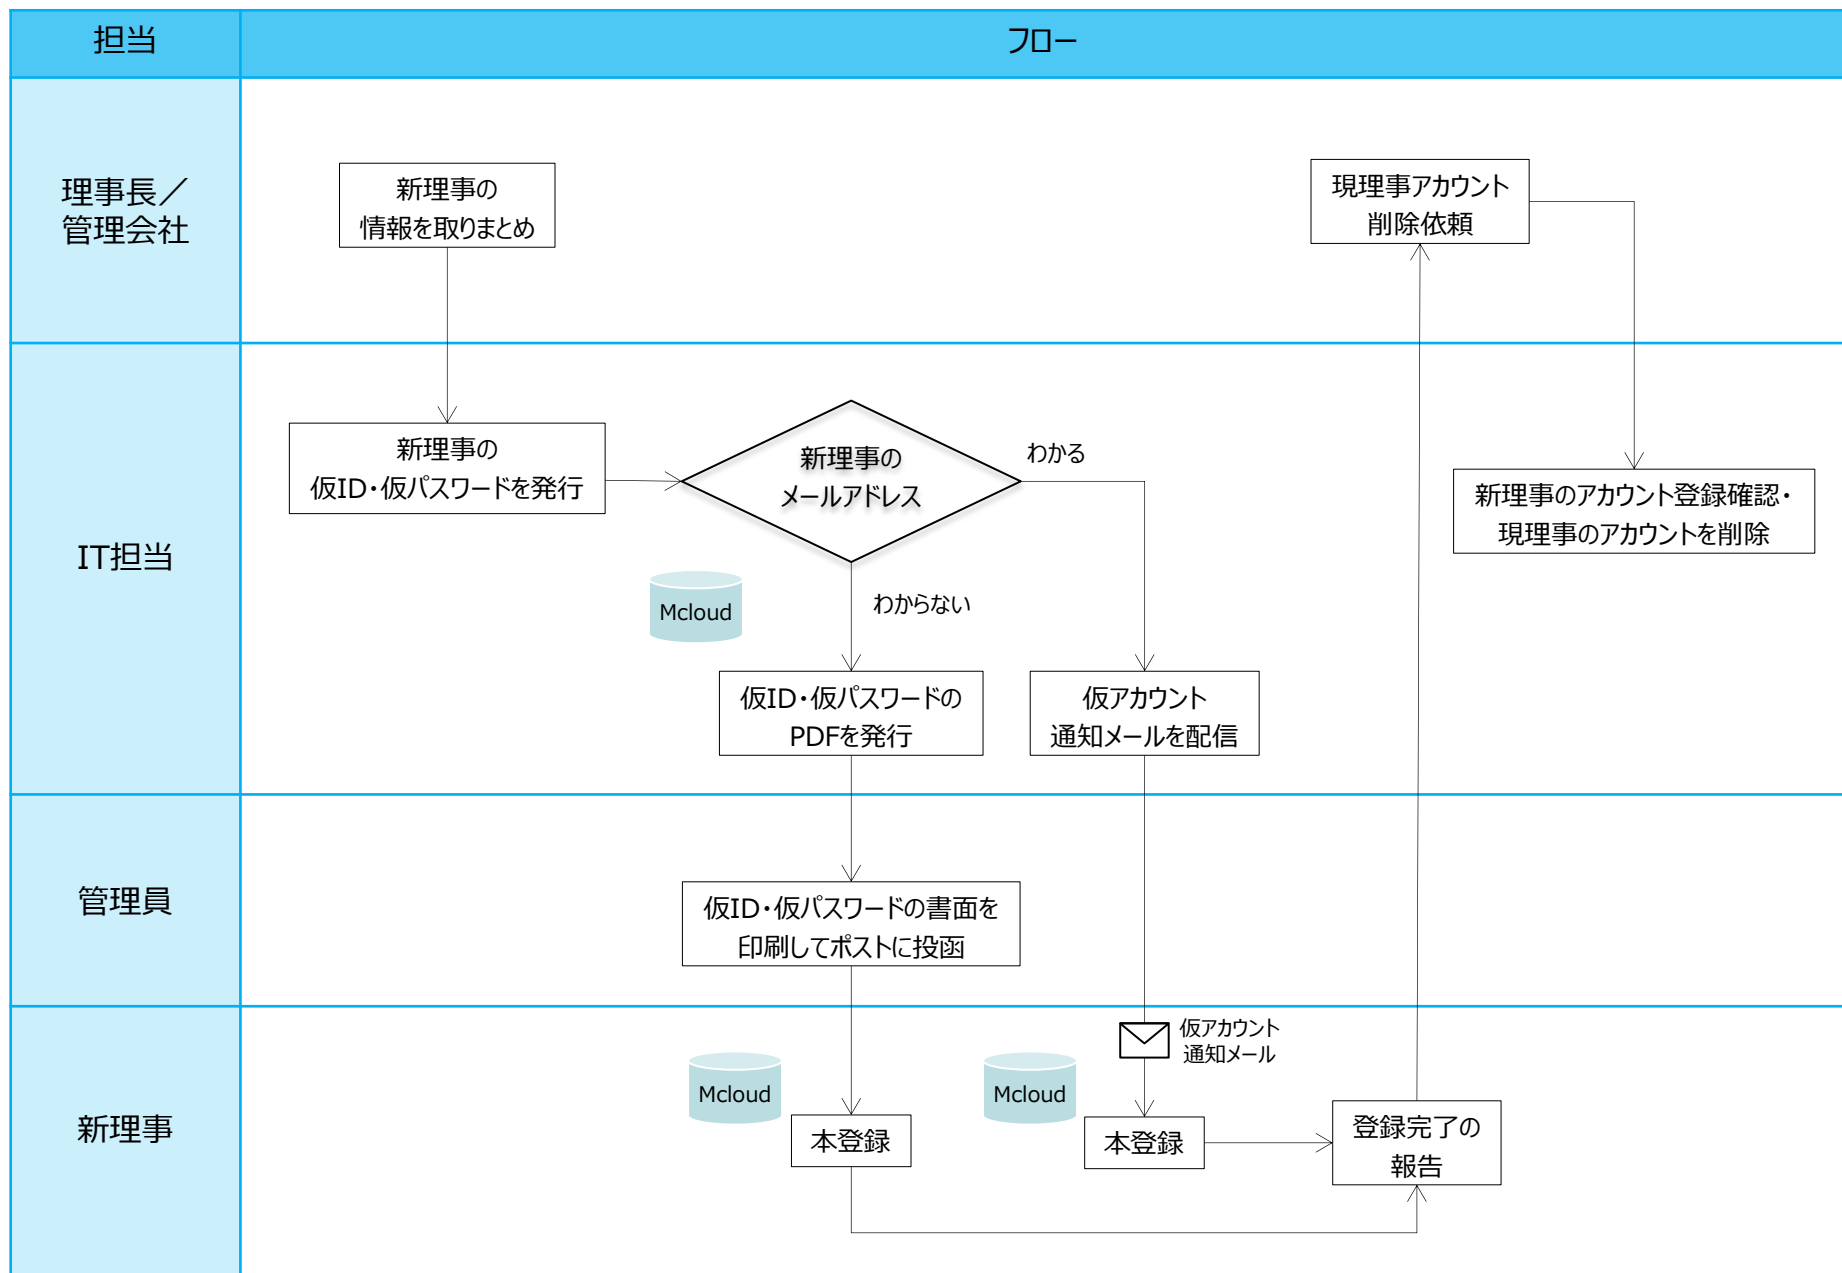 担当
フロー
理事長／
管理会社
新理事の
情報を取りまとめ
現理事アカウント
削除依頼
IT担当
新理事の
仮ID・仮パスワードを発行
新理事の
メールアドレス
わかる
わからない
Mcloud
新理事のアカウント登録確認・
現理事のアカウントを削除
仮ID・仮パスワードの
PDFを発行
仮アカウント
通知メールを配信
管理員
仮ID・仮パスワードの書面を
印刷してポストに投函
新理事
仮アカウント
通知メール
Mcloud
Mcloud
本登録
本登録
登録完了の
報告